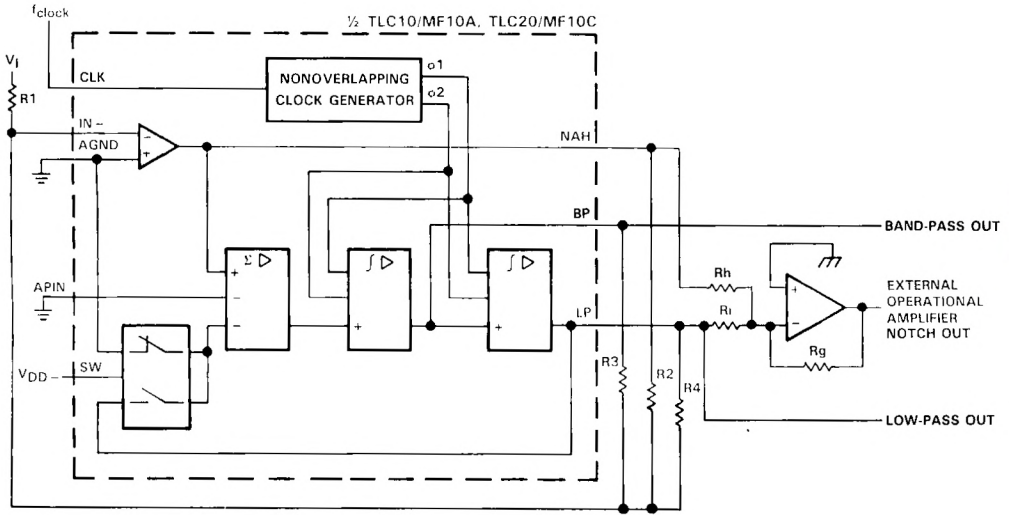 ½ TLC10/MF10A, TLC20/MF10C
fclock
VI
R1
CLK
NONOVERLAPPING
CLOCK GENERATOR
φ1
φ2
IN−
AGND
−
+
NAH
BP
BAND-PASS OUT
Σ ▷
+
−
−
∫ ▷
+
∫ ▷
+
APIN
VDD−
SW
LP
Rh
Ri
Rg
+
−
EXTERNAL
OPERATIONAL
AMPLIFIER
NOTCH OUT
R3
R2
R4
LOW-PASS OUT